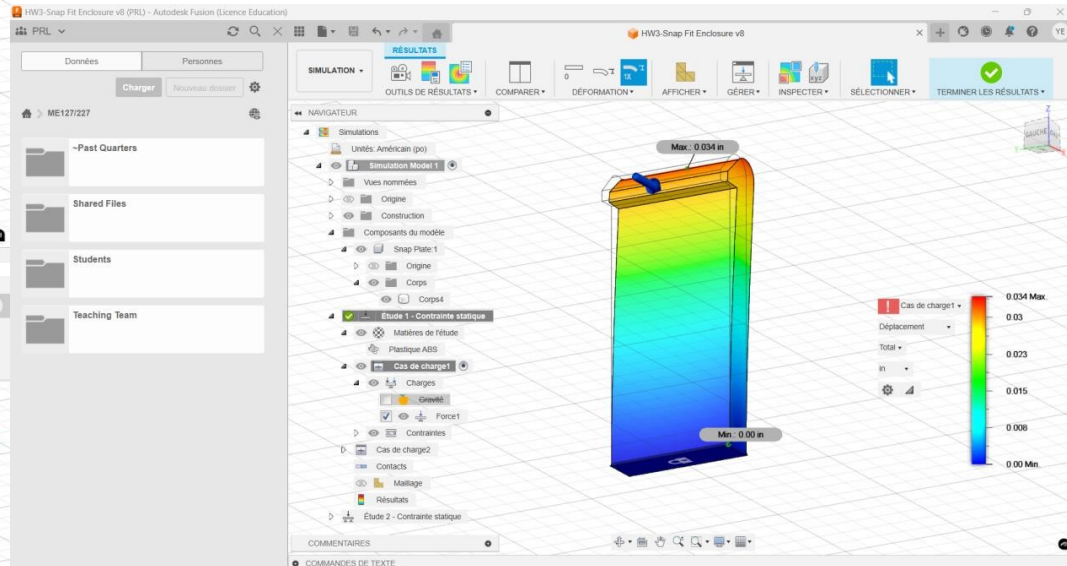 HW3-Snap Fit Enclosure v8 (PRL) - Autodesk Fusion (Licence Education)
PRL
HW3-Snap Fit Enclosure v8
YE
Données
Personnes
Charger
Nouveau dossier
ME127/227
~Past Quarters
Shared Files
Students
Teaching Team
SIMULATION
RÉSULTATS
OUTILS DE RÉSULTATS
COMPARER
DÉFORMATION
AFFICHER
GÉRER
INSPECTER
SÉLECTIONNER
TERMINER LES RÉSULTATS
NAVIGATEUR
Simulations
Unités: Américain (po)
Simulation Model 1
Vues nommées
Origine
Construction
Composants du modèle
Snap Plate:1
Origine
Corps
Corps4
Étude 1 - Contrainte statique
Matières de l'étude
Plastique ABS
Cas de charge1
Charges
Gravité
Force1
Contraintes
Cas de charge2
Contacts
Maillage
Résultats
Étude 2 - Contrainte statique
COMMENTAIRES
COMMANDES DE TEXTE
Max.: 0.034 in
Min.: 0.00 in
Z
GAUCHE
Cas de charge1
Déplacement
Total
in
0.034 Max.
0.03
0.023
0.015
0.008
0.00 Min.